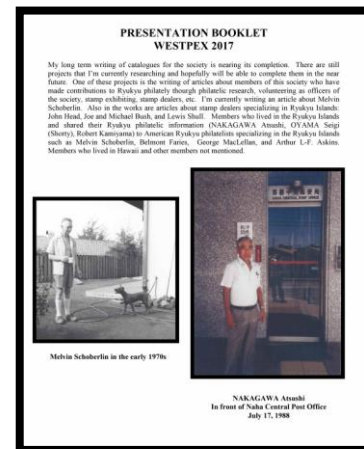 PRESENTATION BOOKLET
WESTPEX 2017
My long term writing of catalogues for the society is nearing its completion. There are still
projects that I'm currently researching and hopefully will be able to complete them in the near
future. One of these projects is the writing of articles about members of this society who have
made contributions to Ryukyu philately though philatelic research, volunteering as officers of
the society, stamp exhibiting, stamp dealers, etc. I'm currently writing an article about Melvin
Schoberlin. Also in the works are articles about stamp dealers specializing in Ryukyu Islands:
John Head, Joe and Michael Bush, and Lewis Shull. Members who lived in the Ryukyu Islands
and shared their Ryukyu philatelic information (NAKAGAWA Atsushi, OYAMA Seigi
(Shorty), Robert Kamiyama) to American Ryukyu philatelists specializing in the Ryukyu Islands
such as Melvin Schoberlin, Belmont Faries, George MacLellan, and Arthur L-F. Askins.
Members who lived in Hawaii and other members not mentioned.
NAHA CENTRAL POST OFFICE
Melvin Schoberlin in the early 1970s
NAKAGAWA Atsushi
In front of Naha Central Post Office
July 17, 1988